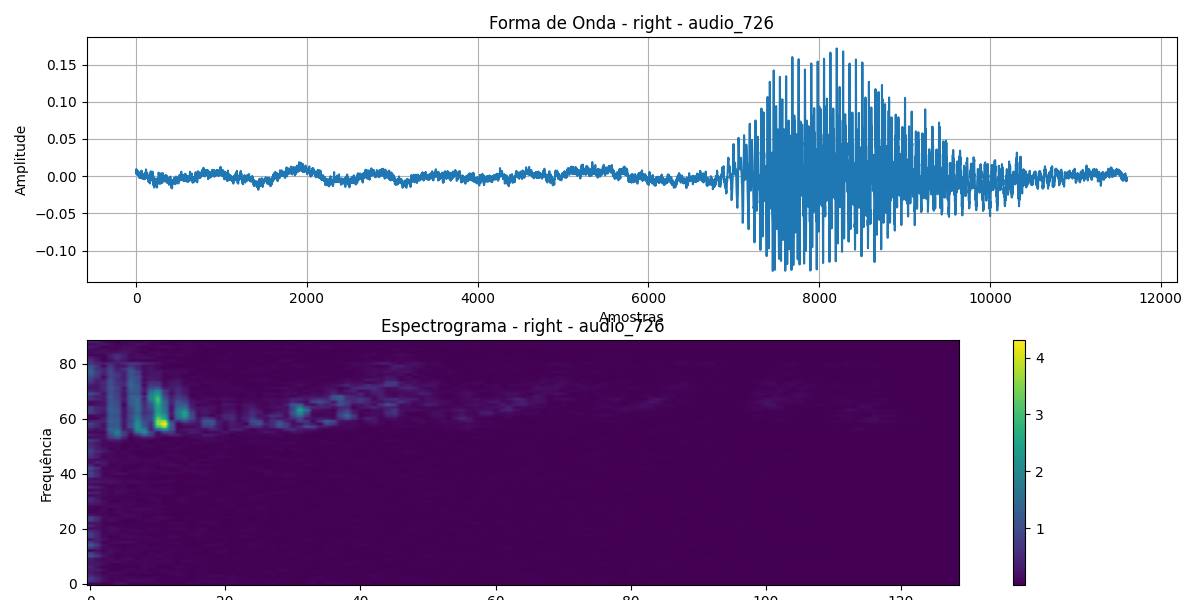 Forma de Onda - right - audio_726
0.15
0.10
0.05
0.00
−0.05
−0.10
Amplitude
0 2000 4000 6000 8000 10000 12000
Amostras
Espectrograma - right - audio_726
80
60
40
20
0
Frequência
4
3
2
1
0 20 40 60 80 100 120